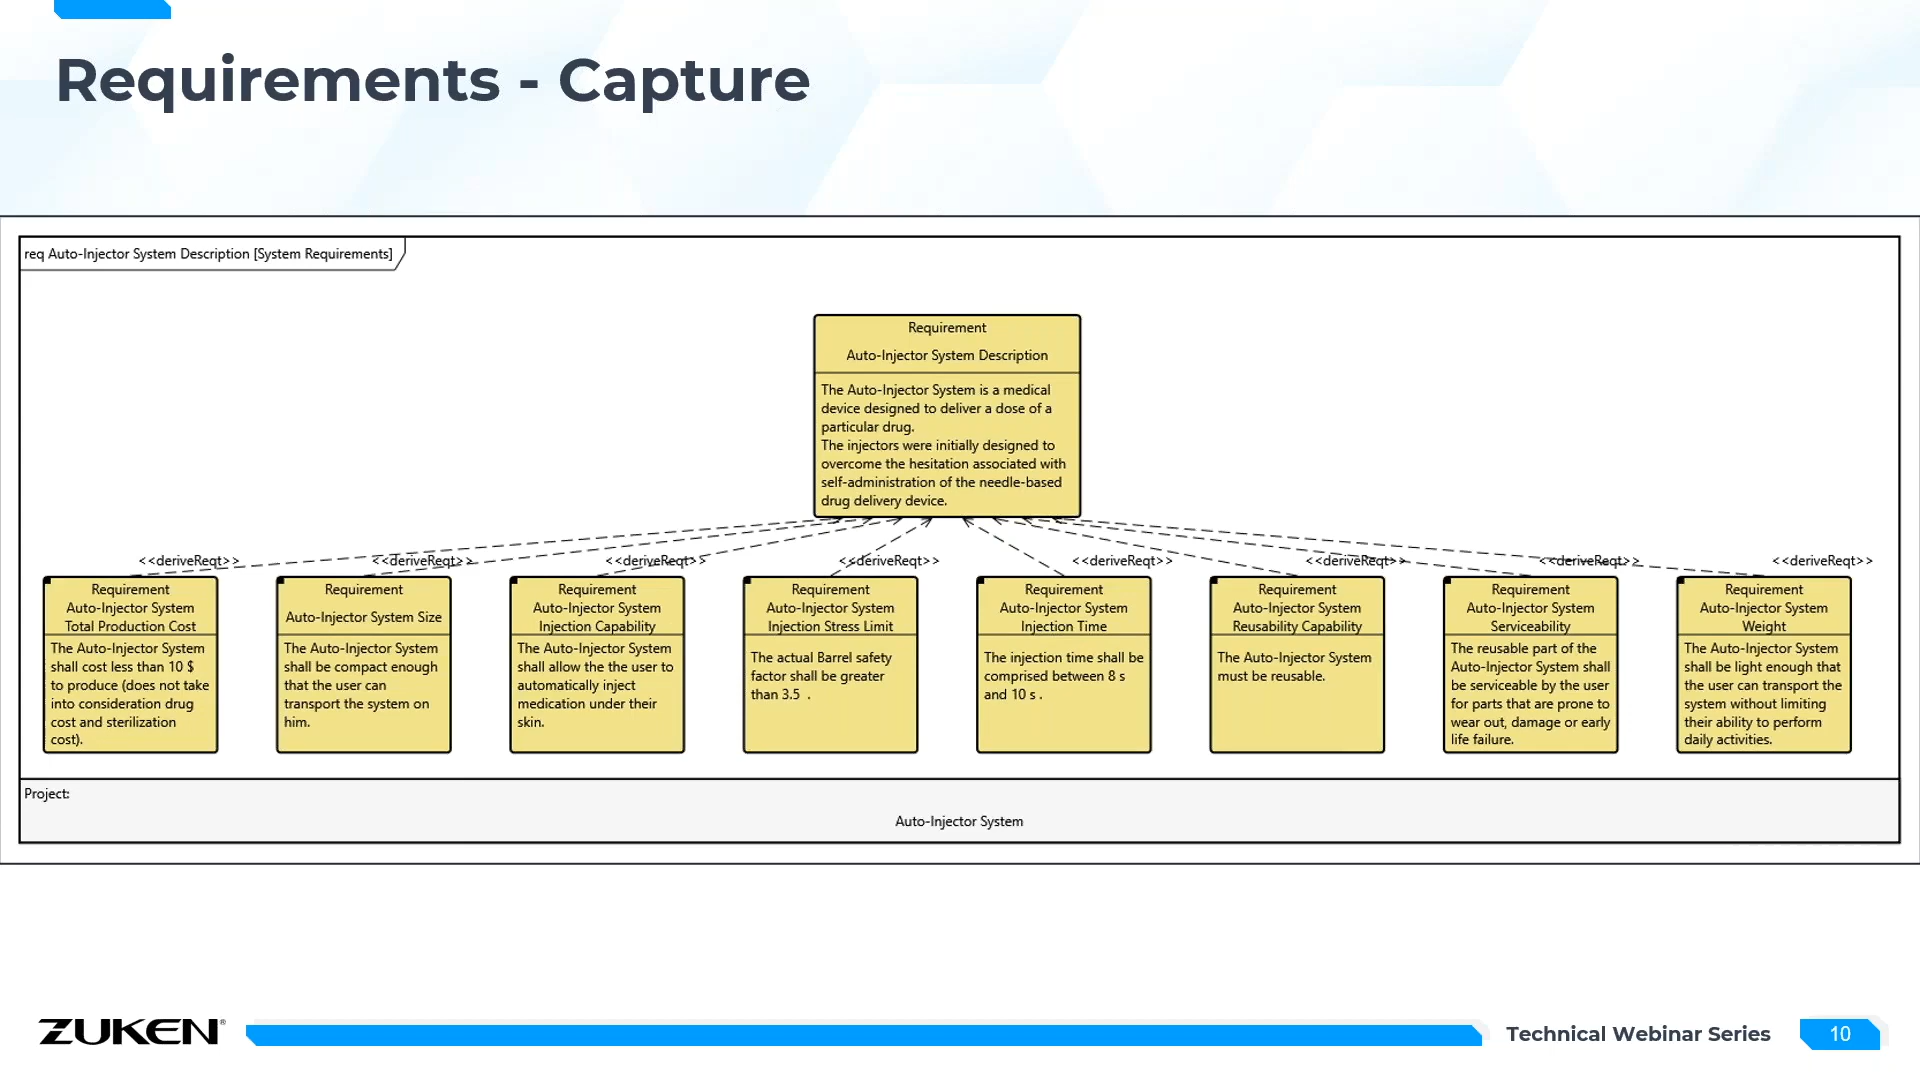 Requirements - Capture
req Auto-Injector System Description [System Requirements]
Requirement
Auto-Injector System Description
The Auto-Injector System is a medical
device designed to deliver a dose of a
particular drug.
The injectors were initially designed to
overcome the hesitation associated with
self-administration of the needle-based
drug delivery device.
<<deriveReqt>>
<<deriveReqt>>
<<deriveReqt>>
<<deriveReqt>>
<<deriveReqt>>
<<deriveReqt>>
<<deriveReqt>>
<<deriveReqt>>
Requirement
Auto-Injector System
Total Production Cost
The Auto-Injector System
shall cost less than 10 $
to produce (does not take
into consideration drug
cost and sterilization
cost).
Requirement
Auto-Injector System Size
The Auto-Injector System
shall be compact enough
that the user can
transport the system on
him.
Requirement
Auto-Injector System
Injection Capability
The Auto-Injector System
shall allow the the user to
automatically inject
medication under their
skin.
Requirement
Auto-Injector System
Injection Stress Limit
The actual Barrel safety
factor shall be greater
than 3.5  .
Requirement
Auto-Injector System
Injection Time
The injection time shall be
comprised between 8 s
and 10 s .
Requirement
Auto-Injector System
Reusability Capability
The Auto-Injector System
must be reusable.
Requirement
Auto-Injector System
Serviceability
The reusable part of the
Auto-Injector System shall
be serviceable by the user
for parts that are prone to
wear out, damage or early
life failure.
Requirement
Auto-Injector System
Weight
The Auto-Injector System
shall be light enough that
the user can transport the
system without limiting
their ability to perform
daily activities.
Project:
Auto-Injector System
ZUKEN®
Technical Webinar Series
10